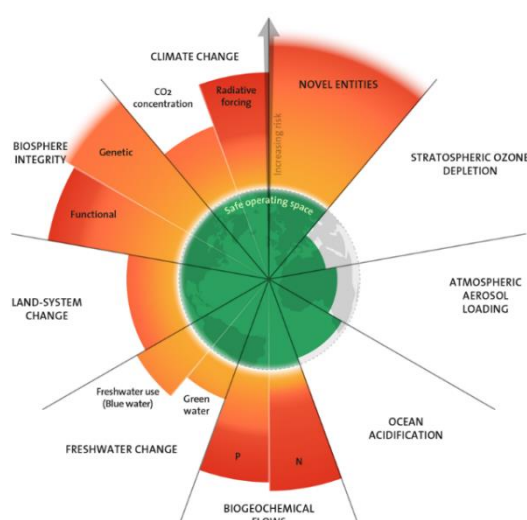 CLIMATE CHANGE
CO2
concentration
Radiative
forcing
NOVEL ENTITIES
Increasing risk
BIOSPHERE
INTEGRITY
Genetic
Functional
STRATOSPHERIC OZONE
DEPLETION
Safe operating space
LAND-SYSTEM
CHANGE
ATMOSPHERIC
AEROSOL
LOADING
Freshwater use
(Blue water)
Green
water
FRESHWATER CHANGE
P
N
OCEAN
ACIDIFICATION
BIOGEOCHEMICAL
FLOWS